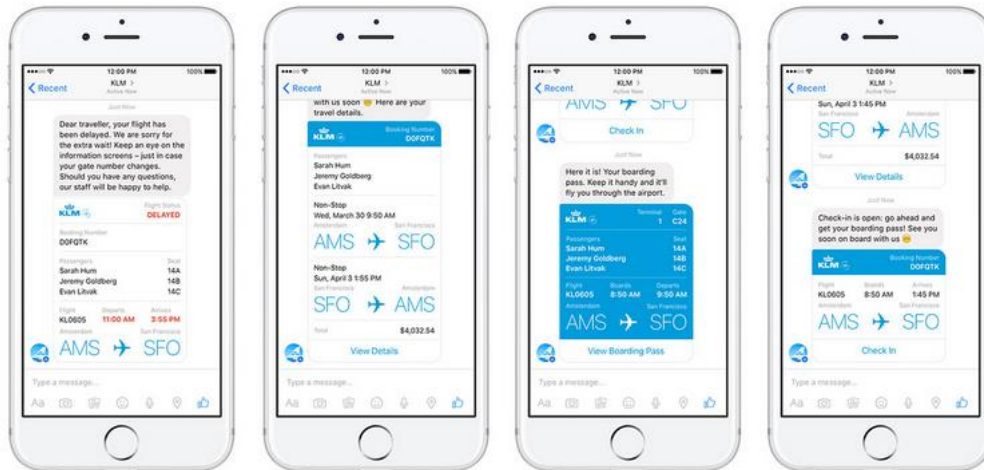 12:00 PM
100%
Recent
KLM >
Active Now
Just Now
Dear traveller, your flight has
been delayed. We are sorry for
the extra wait! Keep an eye on the
information screens – just in case
your gate number changes.
Should you have any questions,
our staff will be happy to help.
KLM
Flight Status
DELAYED
Booking Number
D0FQTK
Passengers
Seat
Sarah Hum
14A
Jeremy Goldberg
14B
Evan Litvak
14C
Flight
Departs
Arrives
KL0605
11:00 AM
3:55 PM
Amsterdam
San Francisco
AMS
SFO
Type a message...
Aa
12:00 PM
100%
Recent
KLM >
Active Now
with us soon Here are your
travel details.
KLM
Booking Number
D0FQTK
Passengers
Sarah Hum
Jeremy Goldberg
Evan Litvak
Non-Stop
Wed, March 30 9:50 AM
Amsterdam
San Francisco
AMS
SFO
Non-Stop
Sun, April 3 1:55 PM
San Francisco
Amsterdam
SFO
AMS
Total
$4,032.54
View Details
Type a message...
Aa
12:00 PM
100%
Recent
KLM >
Active Now
AMS
SFO
Check In
Just Now
Here it is! Your boarding
pass. Keep it handy and it'll
fly you through the airport.
KLM
Terminal
Gate
1
C24
Passengers
Seat
Sarah Hum
14A
Jeremy Goldberg
14B
Evan Litvak
14C
Flight
Boards
Departs
KL0605
8:50 AM
9:50 AM
Amsterdam
San Francisco
AMS
SFO
View Boarding Pass
Type a message...
Aa
12:00 PM
100%
Recent
KLM >
Active Now
Sun, April 3 1:45 PM
San Francisco
Amsterdam
SFO
AMS
Total
$4,032.54
View Details
Just Now
Check-in is open: go ahead and
get your boarding pass! See you
soon on board with us
KLM
Booking Number
D0FQTK
Flight
Boards
Arrives
KL0605
8:50 AM
1:45 PM
Amsterdam
San Francisco
AMS
SFO
Check In
Type a message...
Aa